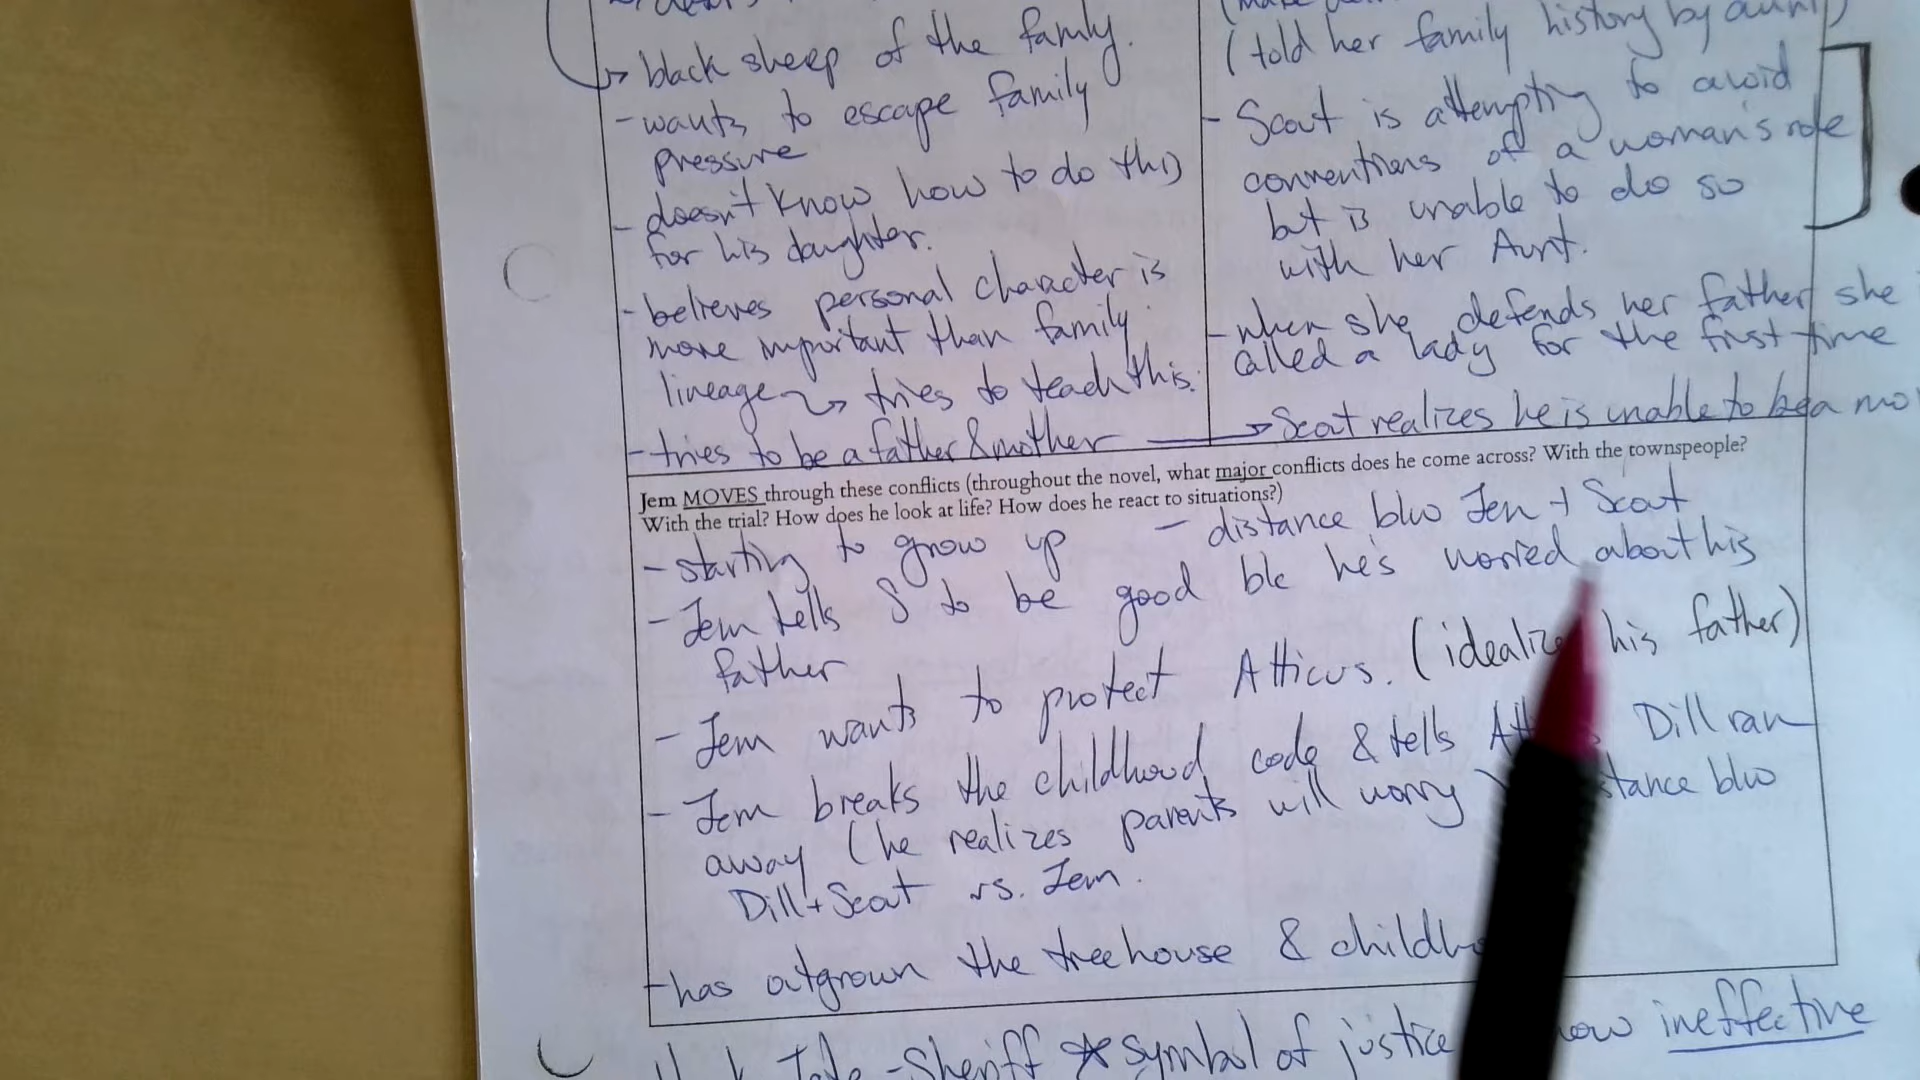 black sheep of the family.
- wants to escape family
pressure
- doesn't know how to do this
for his daughter.
- believes personal character is
more important than family
lineage → tries to teach this.
- tries to be a father & mother →
(told her family history by aunt)
- Scout is attempting to avoid
conventions of a woman's role
but is unable to do so
with her Aunt.
- when she defends her father she
called a lady for the first time
Scout realizes he is unable to be a
Jem MOVES through these conflicts (throughout the novel, what major conflicts does he come across? With the townspeople?
With the trial? How does he look at life? How does he react to situations?)
- starting to grow up - distance b/w Jem + Scout
- Jem tells S to be good b/c he's worried about his
father
- Jem wants to protect Atticus. (idealize his father)
- Jem breaks the childhood code & tells Dill ran
away (he realizes parents will worry b/w
Dill + Scout vs. Jem.
- has outgrown the treehouse &
Tate - Sheriff * symbol of justice ineffective